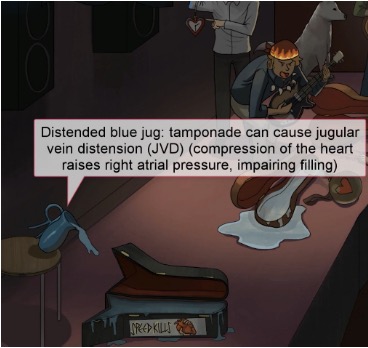 Distended blue jug: tamponade can cause jugular
vein distension (JVD) (compression of the heart
raises right atrial pressure, impairing filling)
SPEED KILLS